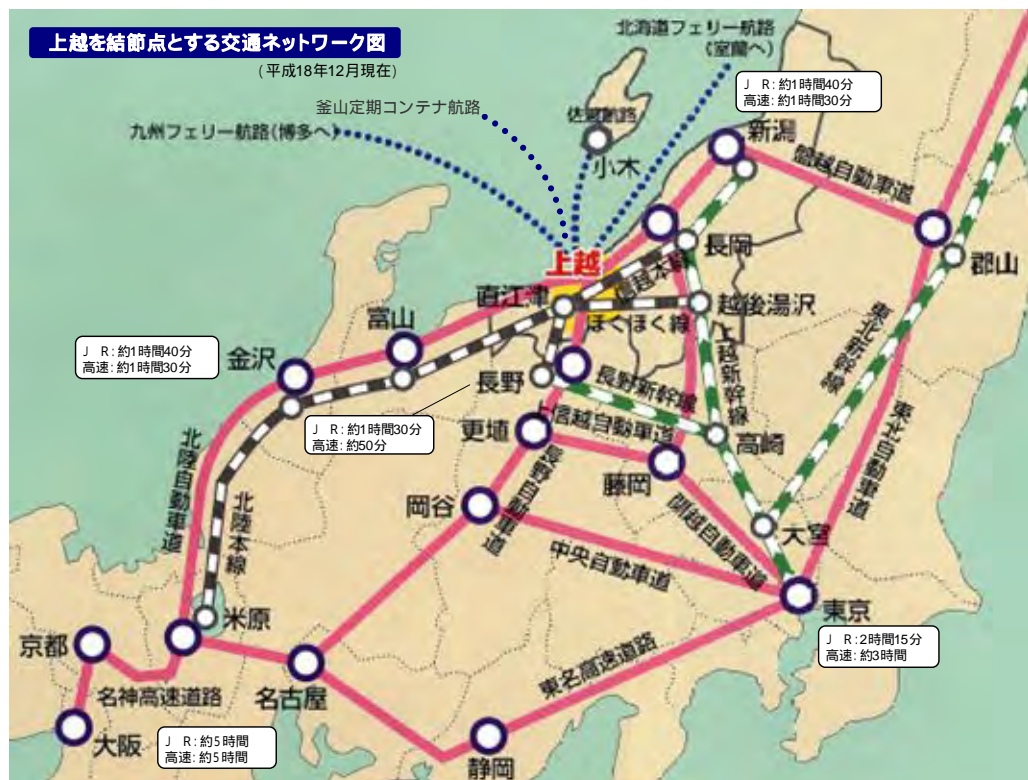 上越を結節点とする交通ネットワーク図
(平成18年12月現在)
北海道フェリー航路
(室蘭へ)
釜山定期コンテナ航路
九州フェリー航路(博多へ)
佐渡航路
小木
J R:約1時間40分
高速:約1時間30分
新潟
磐越自動車道
郡山
長岡
上越
信越本線
直江津
ほくほく線
越後湯沢
富山
金沢
J R:約1時間40分
高速:約1時間30分
長野
J R:約1時間30分
高速:約50分
長野新幹線
上越新幹線
東北新幹線
東北自動車道
上信越自動車道
更埴
高崎
藤岡
長野自動車道
岡谷
関越自動車道
大宮
中央自動車道
北陸自動車道
北陸本線
東京
J R:2時間15分
高速:約3時間
米原
京都
名神高速道路
名古屋
東名高速道路
大阪
J R:約5時間
高速:約5時間
静岡